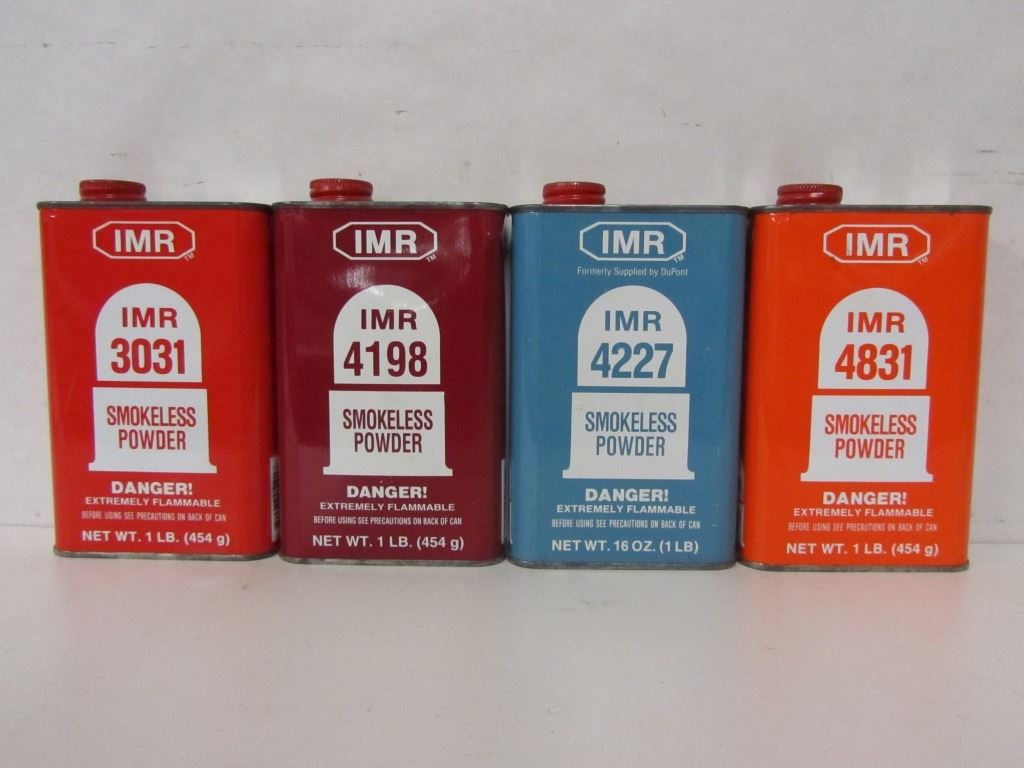 IMR
TM
IMR
3031
SMOKELESS
POWDER
DANGER!
EXTREMELY FLAMMABLE
BEFORE USING SEE PRECAUTIONS ON BACK OF CAN
NET WT. 1 LB. (454 g)
IMR
TM
IMR
4198
SMOKELESS
POWDER
DANGER!
EXTREMELY FLAMMABLE
BEFORE USING SEE PRECAUTIONS ON BACK OF CAN
NET WT. 1 LB. (454 g)
IMR
TM
Formerly Supplied by DuPont
IMR
4227
SMOKELESS
POWDER
DANGER!
EXTREMELY FLAMMABLE
BEFORE USING SEE PRECAUTIONS ON BACK OF CAN
NET WT. 16 OZ. (1 LB)
IMR
TM
IMR
4831
SMOKELESS
POWDER
DANGER!
EXTREMELY FLAMMABLE
BEFORE USING SEE PRECAUTIONS ON BACK OF CAN
NET WT. 1 LB. (454 g)